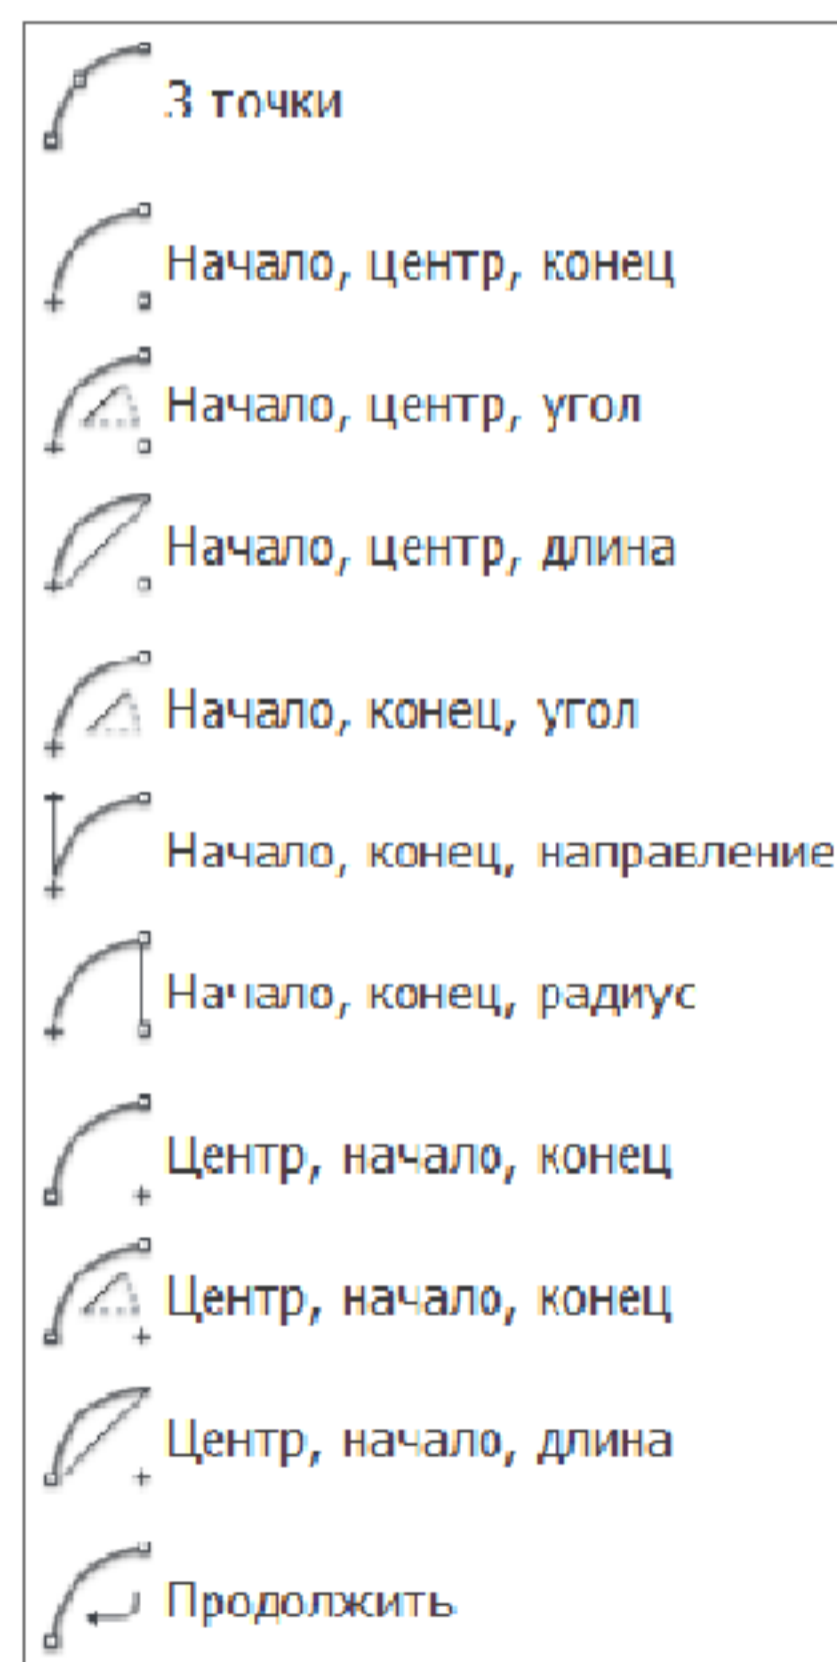 3 точки
Начало, центр, конец
Начало, центр, угол
Начало, центр, длина
Начало, конец, угол
Начало, конец, направление
Начало, конец, радиус
Центр, начало, конец
Центр, начало, конец
Центр, начало, длина
Продолжить